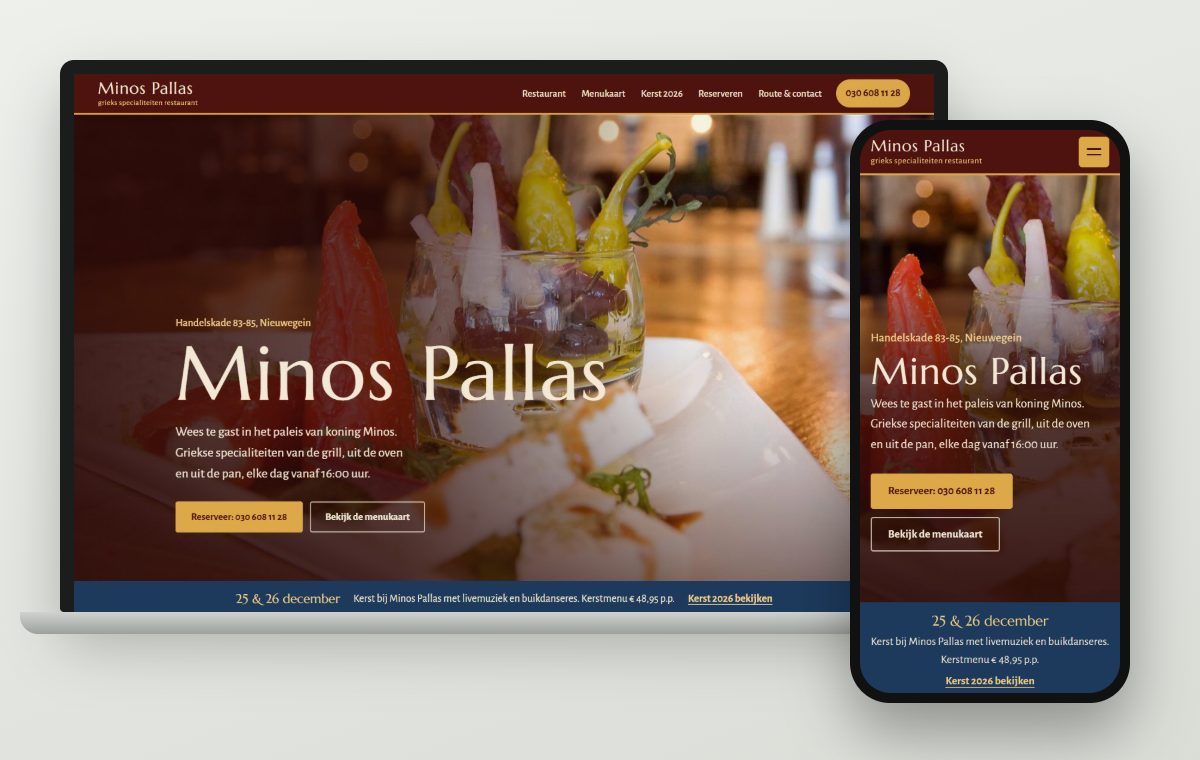 Minos Pallas
grieks specialiteiten restaurant
Restaurant Menukaart Kerst 2026 Reserveren Route & contact 030 608 11 28
Handelskade 83-85, Nieuwegein
Minos Pallas
Wees te gast in het paleis van koning Minos.
Griekse specialiteiten van de grill, uit de oven
en uit de pan, elke dag vanaf 16:00 uur.
Reserveer: 030 608 11 28 Bekijk de menukaart
25 & 26 december Kerst bij Minos Pallas met livemuziek en buikdanseres. Kerstmenu € 48,95 p.p. Kerst 2026 bekijken
Minos Pallas
grieks specialiteiten restaurant
Handelskade 83-85, Nieuwegein
Minos Pallas
Wees te gast in het paleis van koning Minos.
Griekse specialiteiten van de grill, uit de oven
en uit de pan, elke dag vanaf 16:00 uur.
Reserveer: 030 608 11 28
Bekijk de menukaart
25 & 26 december
Kerst bij Minos Pallas met livemuziek en buikdanseres.
Kerstmenu € 48,95 p.p.
Kerst 2026 bekijken